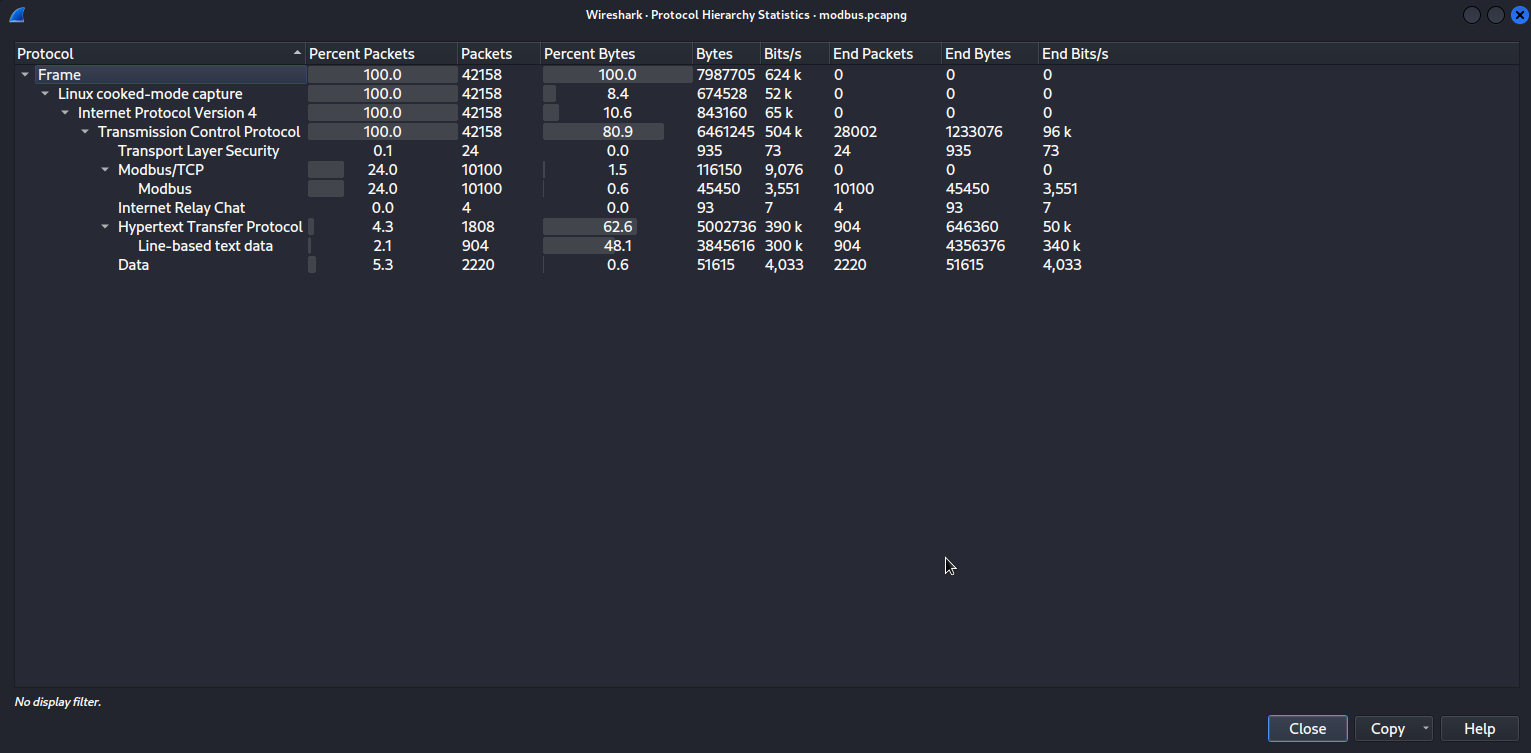 Wireshark · Protocol Hierarchy Statistics · modbus.pcapng
Protocol Percent Packets Packets Percent Bytes Bytes Bits/s End Packets End Bytes End Bits/s
Frame 100.0 42158 100.0 7987705 624 k 0 0 0
Linux cooked-mode capture 100.0 42158 8.4 674528 52 k 0 0 0
Internet Protocol Version 4 100.0 42158 10.6 843160 65 k 0 0 0
Transmission Control Protocol 100.0 42158 80.9 6461245 504 k 28002 1233076 96 k
Transport Layer Security 0.1 24 0.0 935 73 24 935 73
Modbus/TCP 24.0 10100 1.5 116150 9,076 0 0 0
Modbus 24.0 10100 0.6 45450 3,551 10100 45450 3,551
Internet Relay Chat 0.0 4 0.0 93 7 4 93 7
Hypertext Transfer Protocol 4.3 1808 62.6 5002736 390 k 904 646360 50 k
Line-based text data 2.1 904 48.1 3845616 300 k 904 4356376 340 k
Data 5.3 2220 0.6 51615 4,033 2220 51615 4,033
No display filter.
Close Copy Help